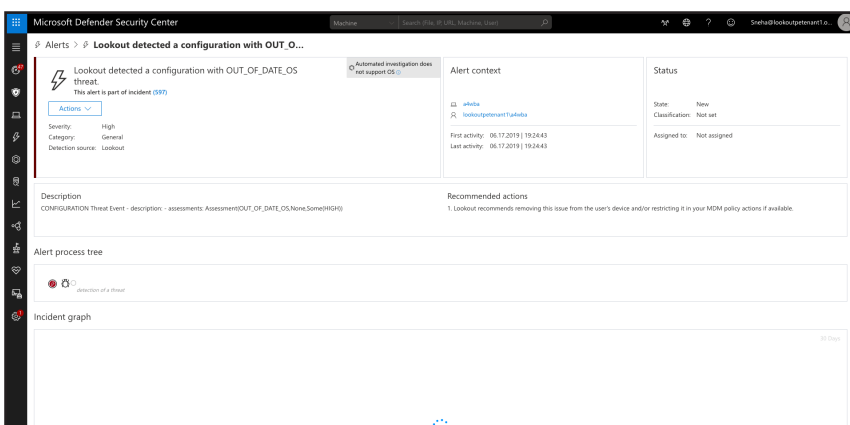 Microsoft Defender Security Center
Machine
Search (File, IP, URL, Machine, User)
?
Sneha@lookoutpetenant1.o...
47
Alerts > Lookout detected a configuration with OUT_O...
Lookout detected a configuration with OUT_OF_DATE_OS threat.
This alert is part of incident (597)
Automated investigation does not support OS
Actions
Severity: High
Category: General
Detection source: Lookout
Alert context
a4wba
lookoutpetenant1\a4wba
First activity: 06.17.2019 | 19:24:43
Last activity: 06.17.2019 | 19:24:43
Status
State: New
Classification: Not set
Assigned to: Not assigned
Description
CONFIGURATION Threat Event - description: - assessments: Assessment(OUT_OF_DATE_OS,None,Some(HIGH))
Recommended actions
1. Lookout recommends removing this issue from the user's device and/or restricting it in your MDM policy actions if available.
Alert process tree
detection of a threat
1
Incident graph
30 Days